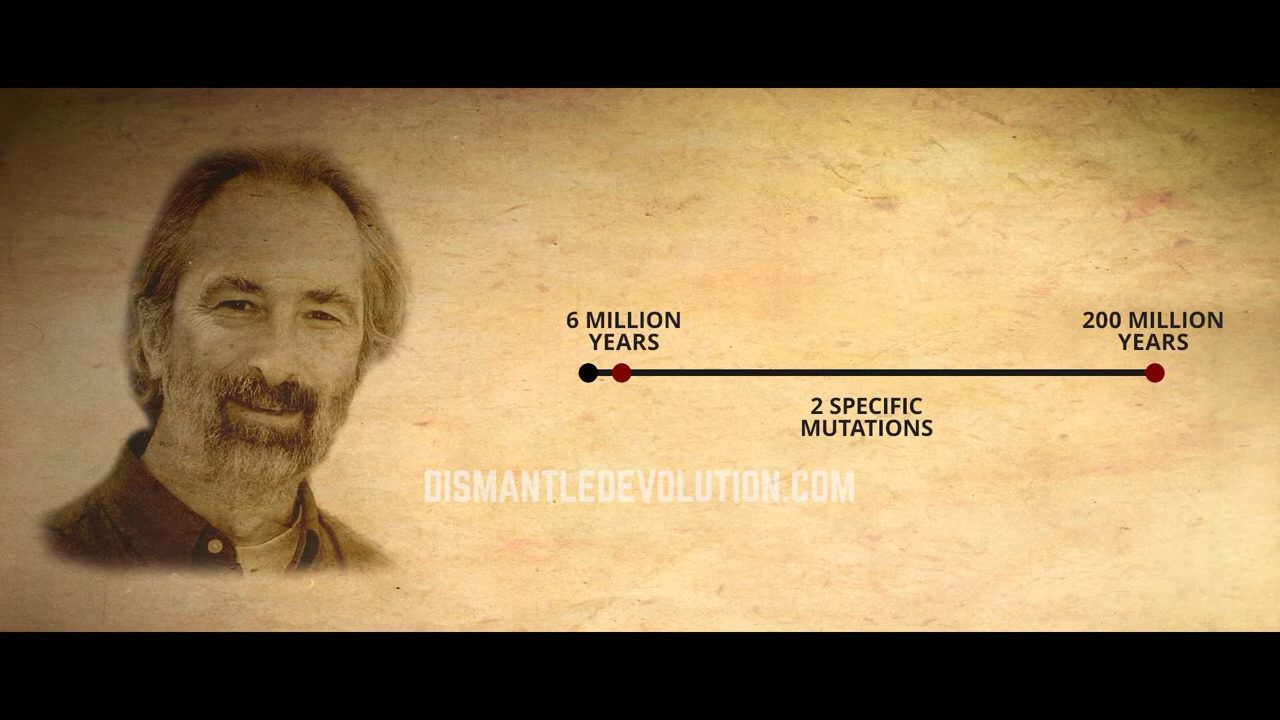 6 MILLION
YEARS
200 MILLION
YEARS
2 SPECIFIC
MUTATIONS
DISMANTLEDEVOLUTION.COM